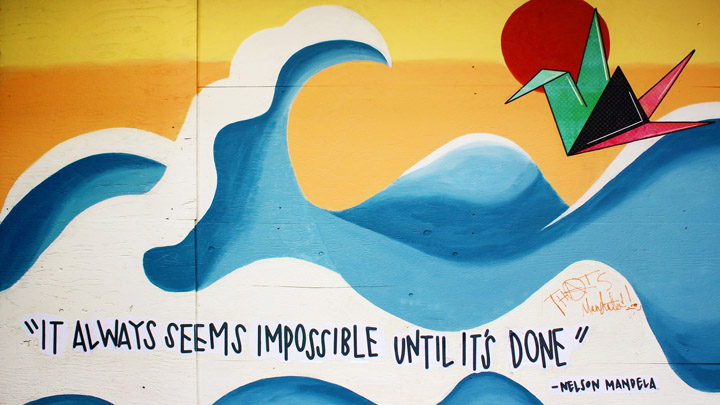 "IT ALWAYS SEEMS IMPOSSIBLE UNTIL IT'S DONE"
-NELSON MANDELA